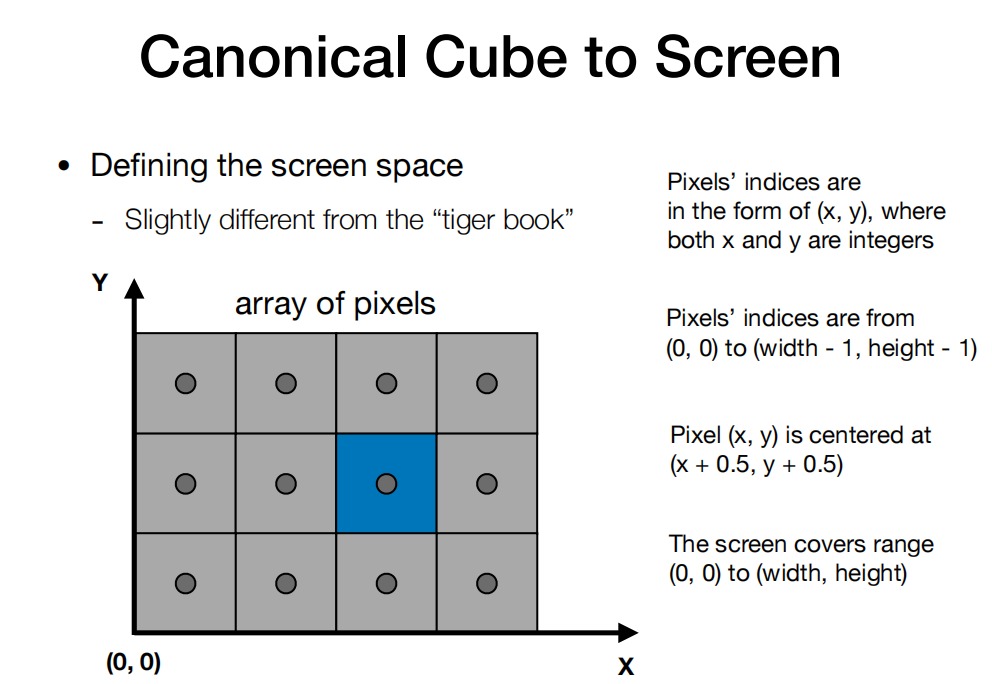 Canonical Cube to Screen
• Defining the screen space
- Slightly different from the “tiger book”
Y
array of pixels
(0, 0)
X
Pixels’ indices are
in the form of (x, y), where
both x and y are integers
Pixels’ indices are from
(0, 0) to (width - 1, height - 1)
Pixel (x, y) is centered at
(x + 0.5, y + 0.5)
The screen covers range
(0, 0) to (width, height)